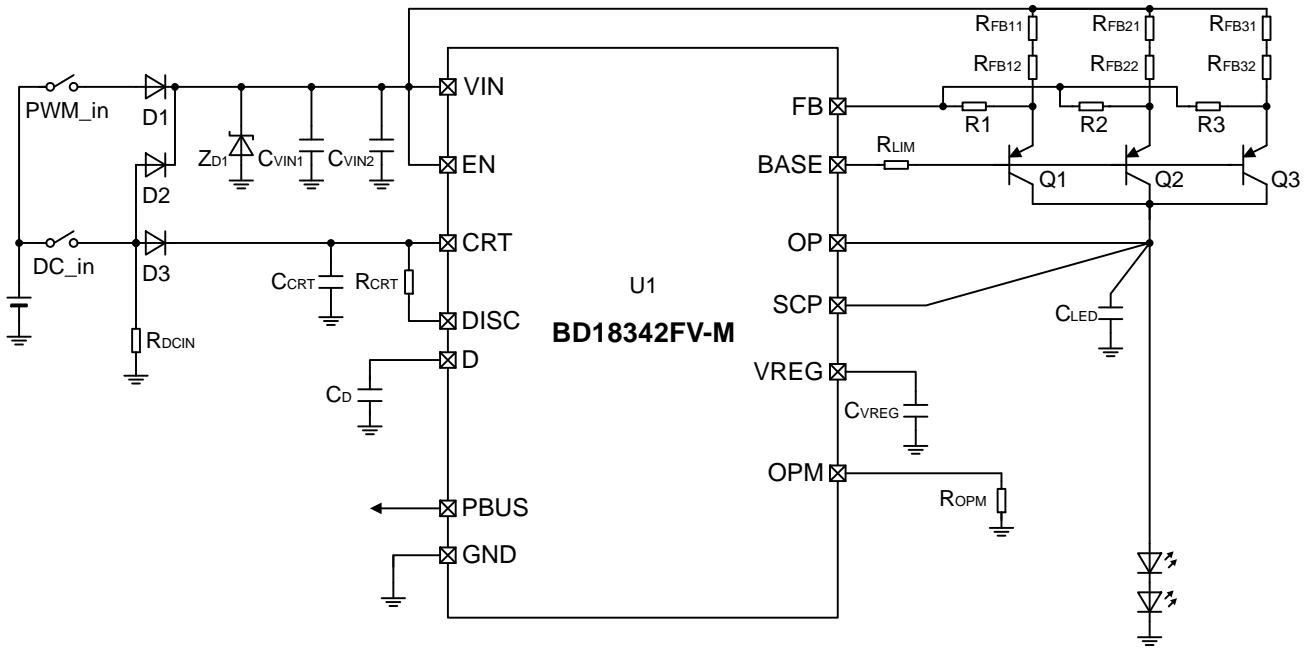 RFB11
RFB21
RFB31
RFB12
RFB22
RFB32
VIN
PWM_in
D1
FB
R1
R2
R3
ZD1
CVIN1
CVIN2
RLIM
D2
EN
BASE
Q1
Q2
Q3
CRT
OP
DC_in
D3
CCRT
RCRT
U1
SCP
CLED
DISC
BD18342FV-M
RDCIN
D
VREG
CD
CVREG
OPM
ROPM
PBUS
GND